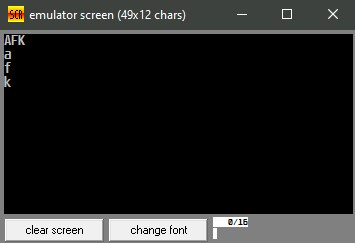 emulator screen (49x12 chars)
AFK
a
f
k
clear screen
change font
0/16